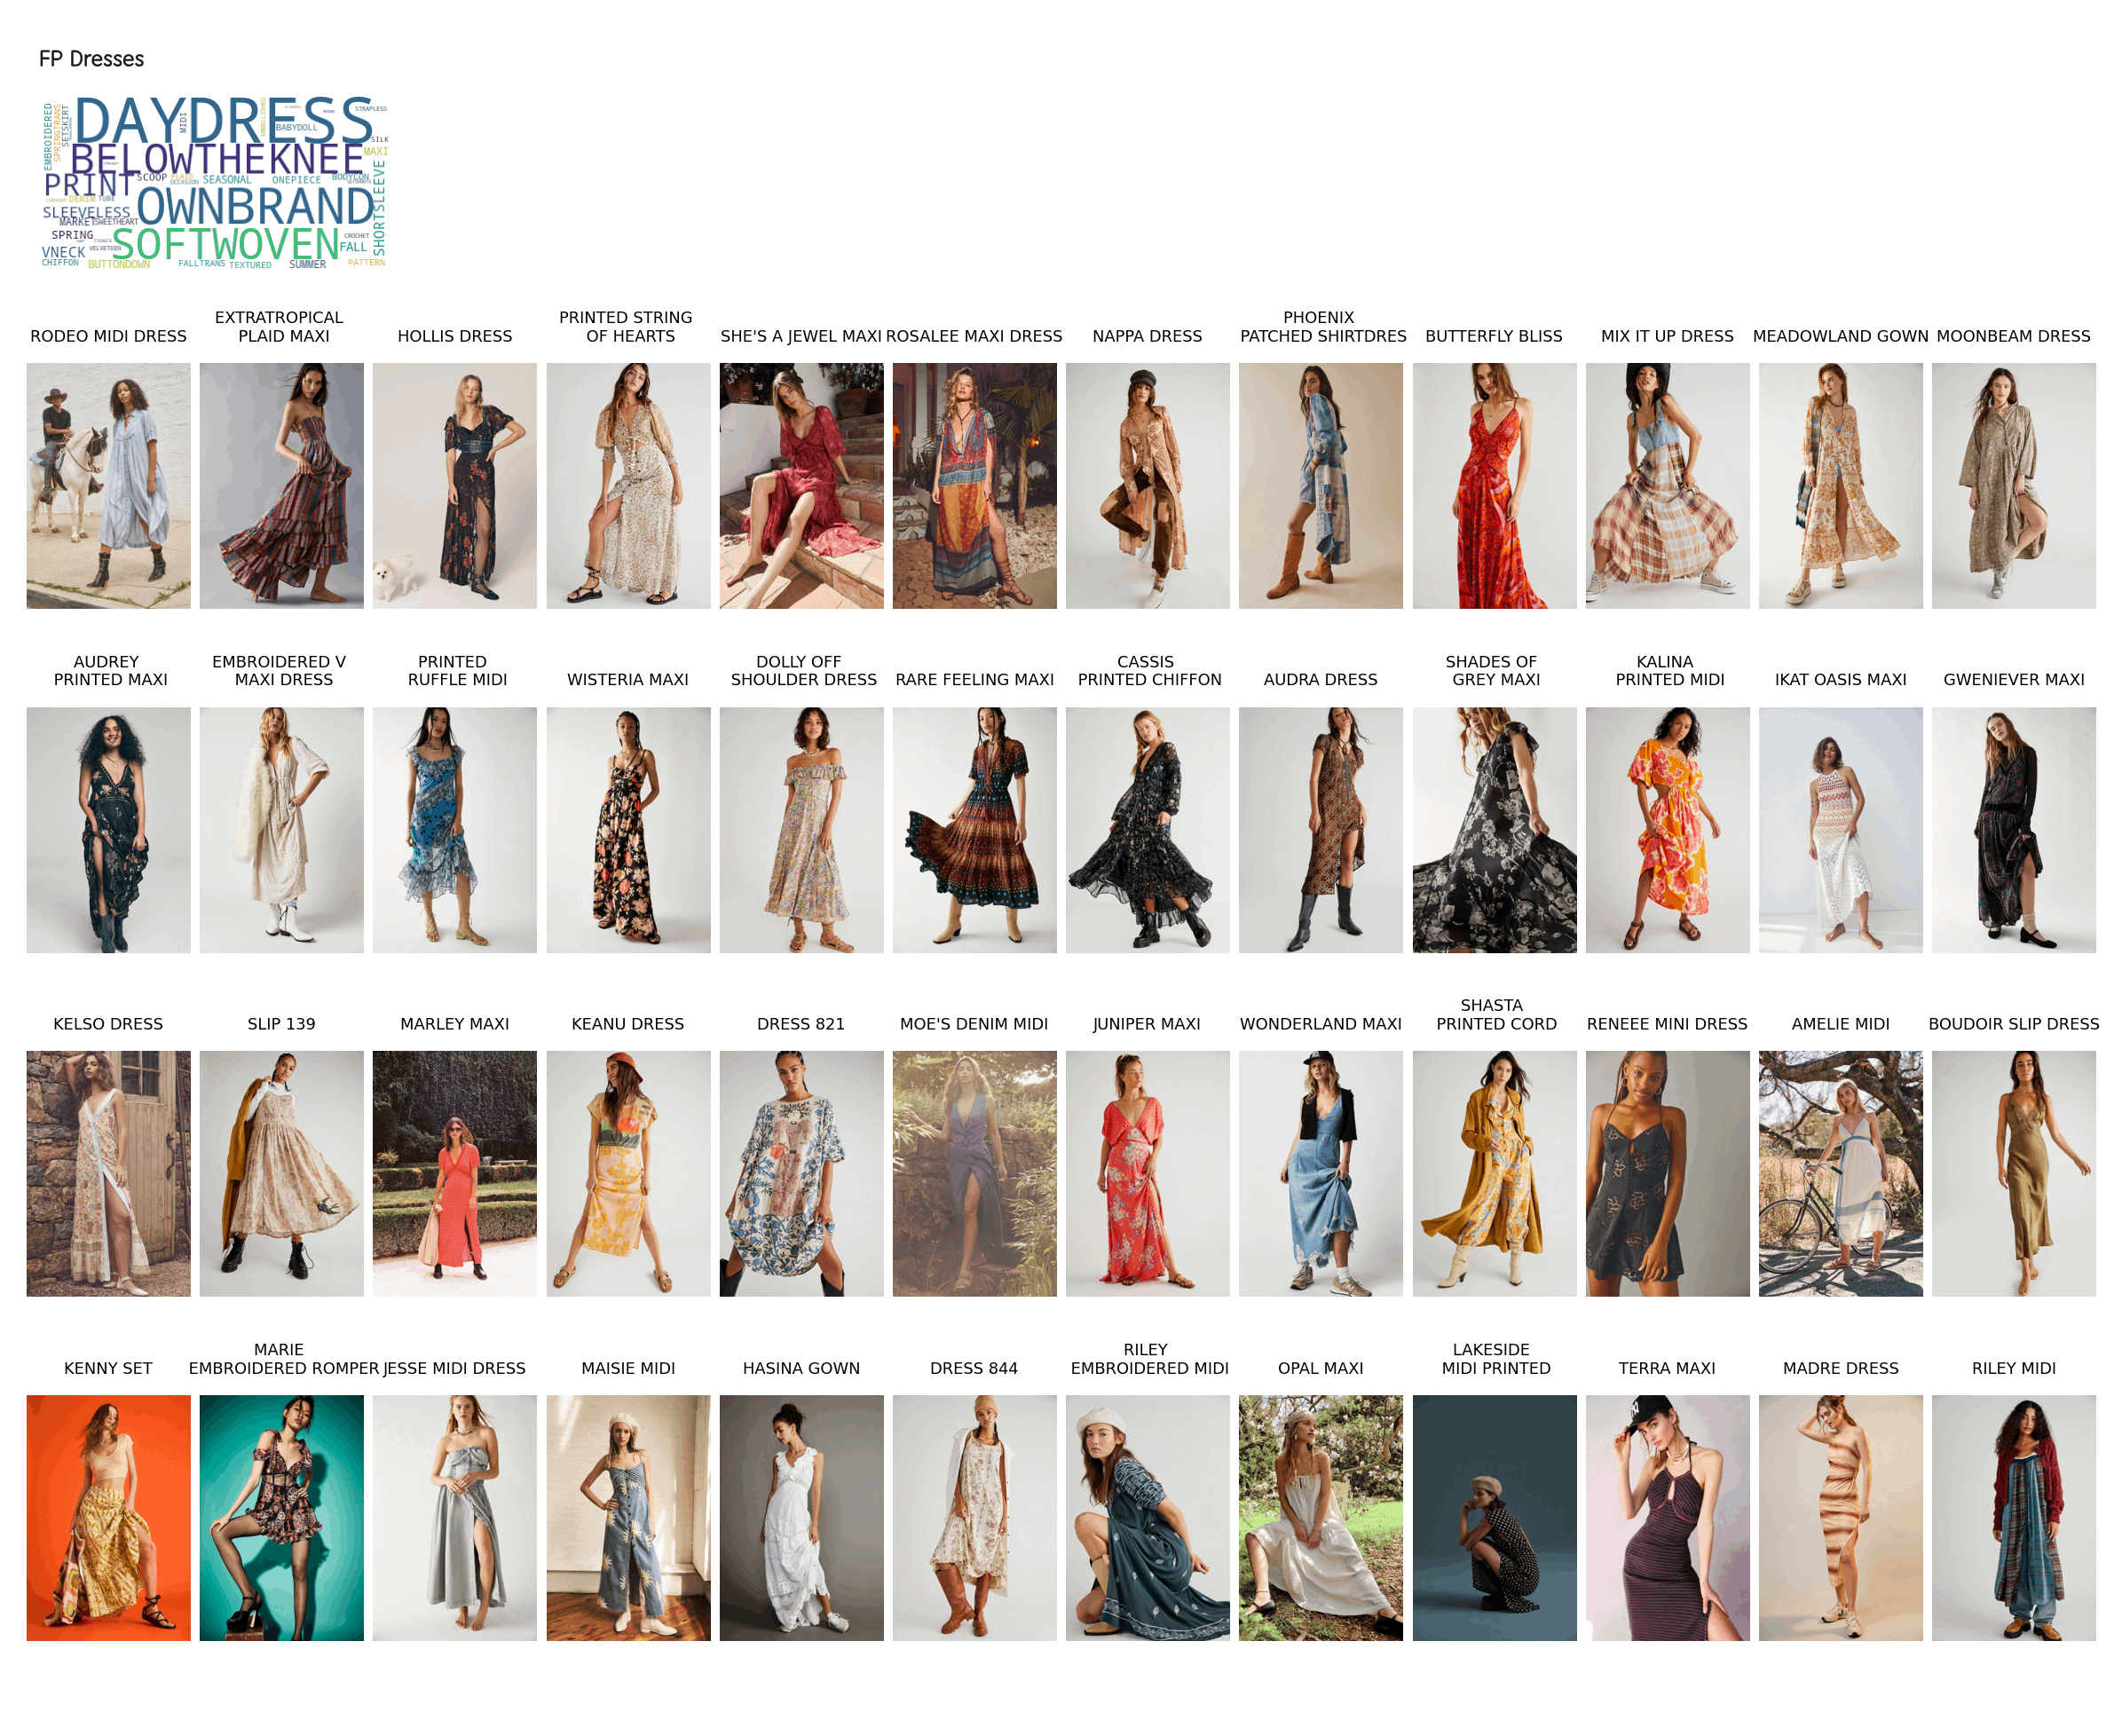 FP Dresses
DAYDRESS
BELOWTHEKNEE
PRINT
OWNBRAND
SOFTWOVEN
EMBROIDERED
SPRINGTRANS
SETSKIRT
MIDI
BABYDOLL
STRAPLESS
SILK
MAXI
SCOOP
PLAID
OCCASION
SEASONAL
ONEPIECE
BODYCON
DENIM
TUBE
SLEEVELESS
MARKET
SWEETHEART
SHORTSLEEVE
SPRING
VNECK
VELVETEEN
CROCHET
FALL
CHIFFON
BUTTONDOWN
FALLTRANS
TEXTURED
SUMMER
PATTERN
RODEO MIDI DRESS
EXTRATROPICAL
PLAID MAXI
HOLLIS DRESS
PRINTED STRING
OF HEARTS
SHE'S A JEWEL MAXI
ROSALEE MAXI DRESS
NAPPA DRESS
PHOENIX
PATCHED SHIRTDRES
BUTTERFLY BLISS
MIX IT UP DRESS
MEADOWLAND GOWN
MOONBEAM DRESS
AUDREY
PRINTED MAXI
EMBROIDERED V
MAXI DRESS
PRINTED
RUFFLE MIDI
WISTERIA MAXI
DOLLY OFF
SHOULDER DRESS
RARE FEELING MAXI
CASSIS
PRINTED CHIFFON
AUDRA DRESS
SHADES OF
GREY MAXI
KALINA
PRINTED MIDI
IKAT OASIS MAXI
GWENIEVER MAXI
KELSO DRESS
SLIP 139
MARLEY MAXI
KEANU DRESS
DRESS 821
MOE'S DENIM MIDI
JUNIPER MAXI
WONDERLAND MAXI
SHASTA
PRINTED CORD
RENEEE MINI DRESS
AMELIE MIDI
BOUDOIR SLIP DRESS
KENNY SET
MARIE
EMBROIDERED ROMPER
JESSE MIDI DRESS
MAISIE MIDI
HASINA GOWN
DRESS 844
RILEY
EMBROIDERED MIDI
OPAL MAXI
LAKESIDE
MIDI PRINTED
TERRA MAXI
MADRE DRESS
RILEY MIDI